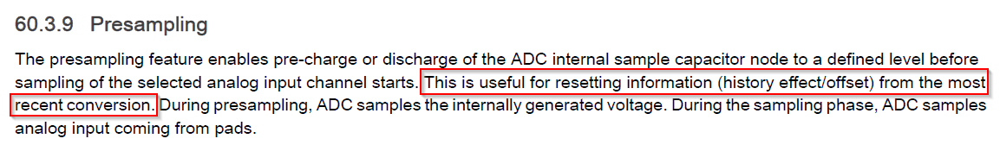 60.3.9 Presampling
The presampling feature enables pre-charge or discharge of the ADC internal sample capacitor node to a defined level before
sampling of the selected analog input channel starts. This is useful for resetting information (history effect/offset) from the most
recent conversion. During presampling, ADC samples the internally generated voltage. During the sampling phase, ADC samples
analog input coming from pads.